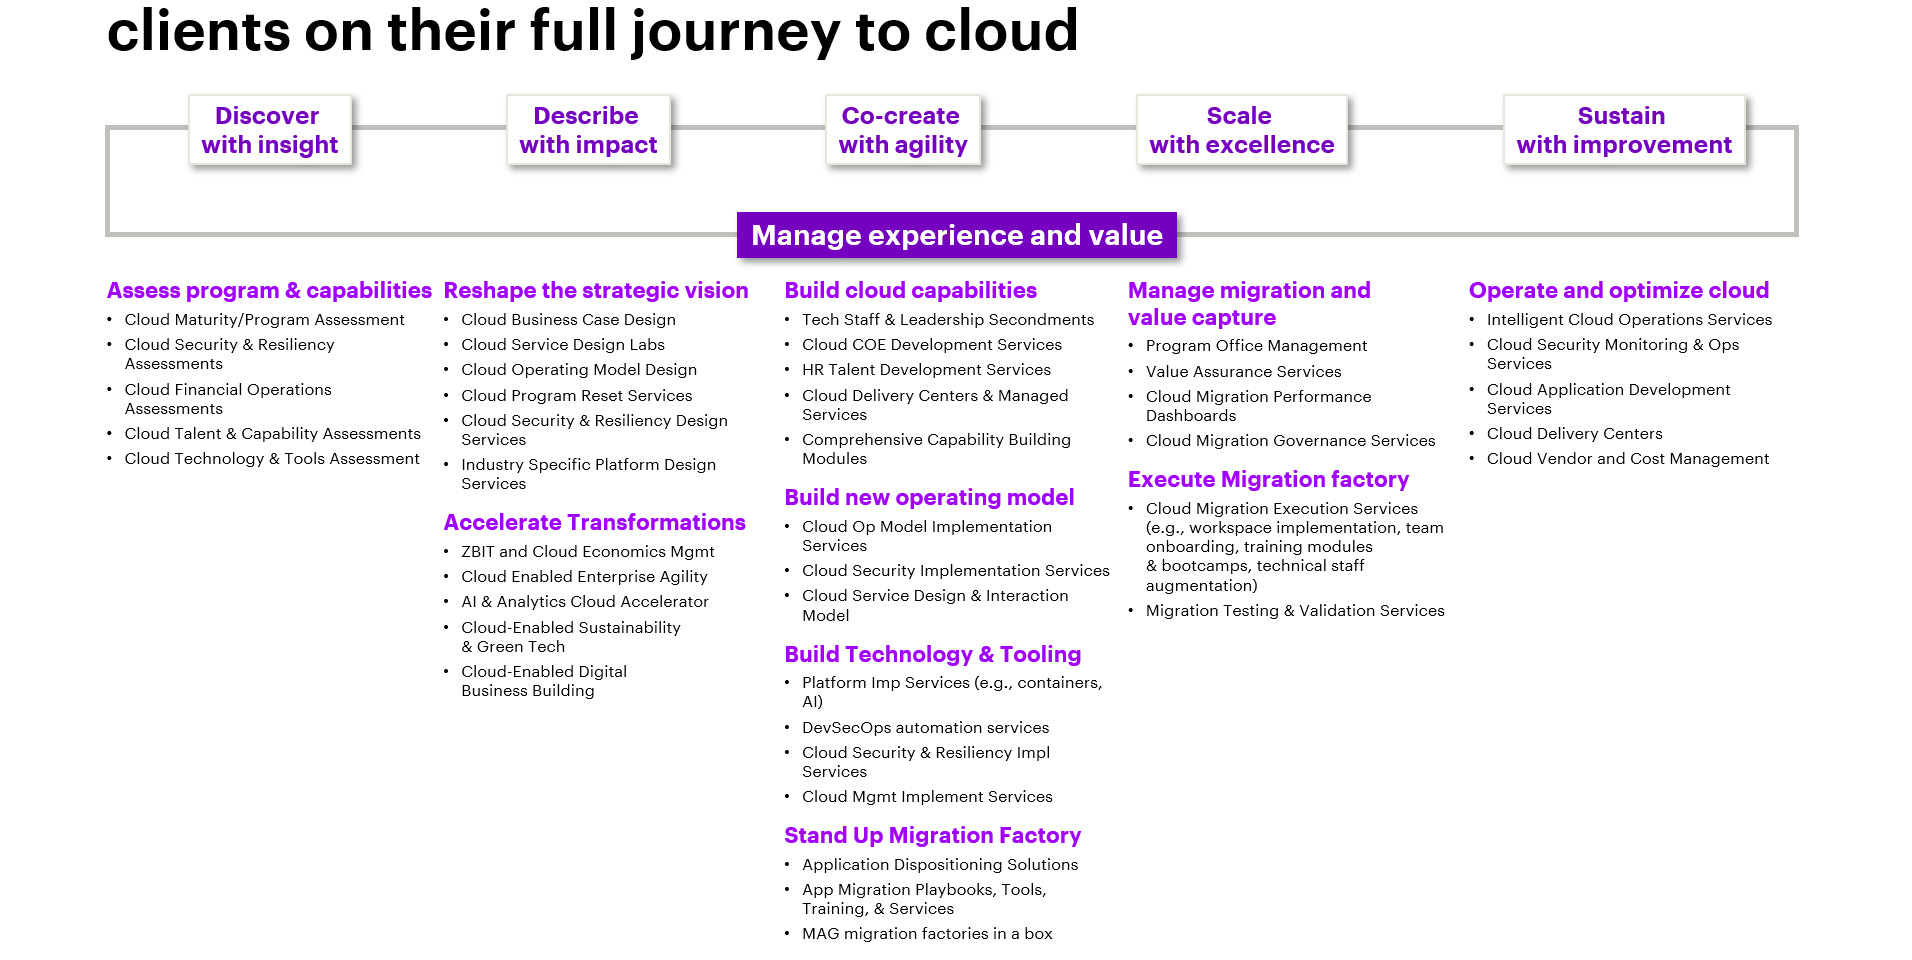 clients on their full journey to cloud
Discover
with insight
Describe
with impact
Co-create
with agility
Scale
with excellence
Sustain
with improvement
Manage experience and value
Assess program & capabilities
• Cloud Maturity/Program Assessment
• Cloud Security & Resiliency
Assessments
• Cloud Financial Operations
Assessments
• Cloud Talent & Capability Assessments
• Cloud Technology & Tools Assessment
Reshape the strategic vision
• Cloud Business Case Design
• Cloud Service Design Labs
• Cloud Operating Model Design
• Cloud Program Reset Services
• Cloud Security & Resiliency Design
Services
• Industry Specific Platform Design
Services
Accelerate Transformations
• ZBIT and Cloud Economics Mgmt
• Cloud Enabled Enterprise Agility
• AI & Analytics Cloud Accelerator
• Cloud-Enabled Sustainability
& Green Tech
• Cloud-Enabled Digital
Business Building
Build cloud capabilities
• Tech Staff & Leadership Secondments
• Cloud COE Development Services
• HR Talent Development Services
• Cloud Delivery Centers & Managed
Services
• Comprehensive Capability Building
Modules
Build new operating model
• Cloud Op Model Implementation
Services
• Cloud Security Implementation Services
• Cloud Service Design & Interaction
Model
Build Technology & Tooling
• Platform Imp Services (e.g., containers,
AI)
• DevSecOps automation services
• Cloud Security & Resiliency Impl
Services
• Cloud Mgmt Implement Services
Stand Up Migration Factory
• Application Dispositioning Solutions
• App Migration Playbooks, Tools,
Training, & Services
• MAG migration factories in a box
Manage migration and
value capture
• Program Office Management
• Value Assurance Services
• Cloud Migration Performance
Dashboards
• Cloud Migration Governance Services
Execute Migration factory
• Cloud Migration Execution Services
(e.g., workspace implementation, team
onboarding, training modules
& bootcamps, technical staff
augmentation)
• Migration Testing & Validation Services
Operate and optimize cloud
• Intelligent Cloud Operations Services
• Cloud Security Monitoring & Ops
Services
• Cloud Application Development
Services
• Cloud Delivery Centers
• Cloud Vendor and Cost Management